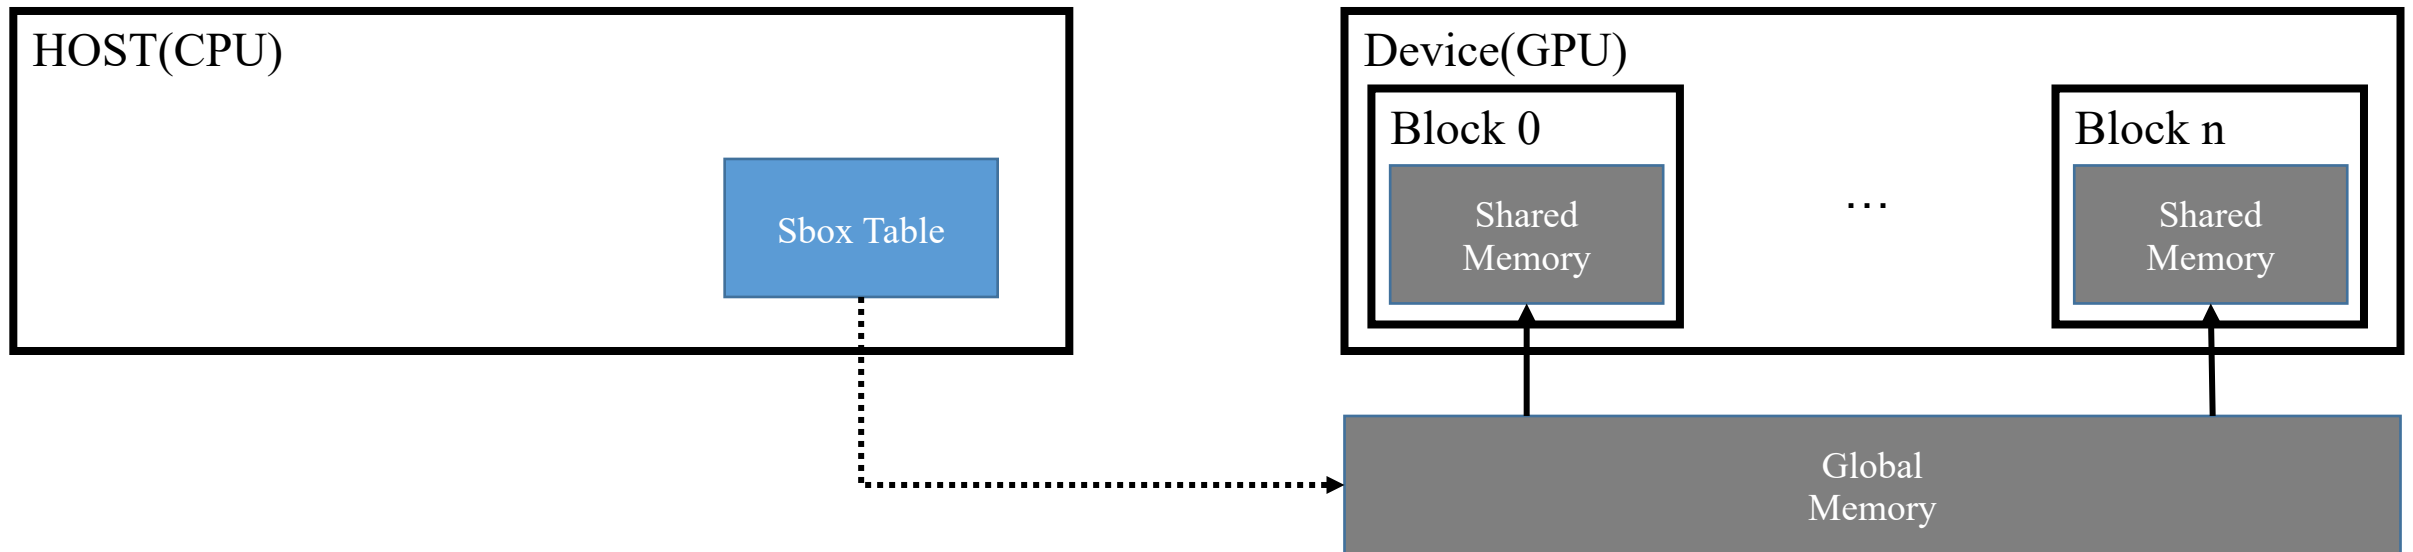 HOST(CPU)
Sbox Table
Device(GPU)
Block 0
Shared
Memory
...
Block n
Shared
Memory
Global
Memory